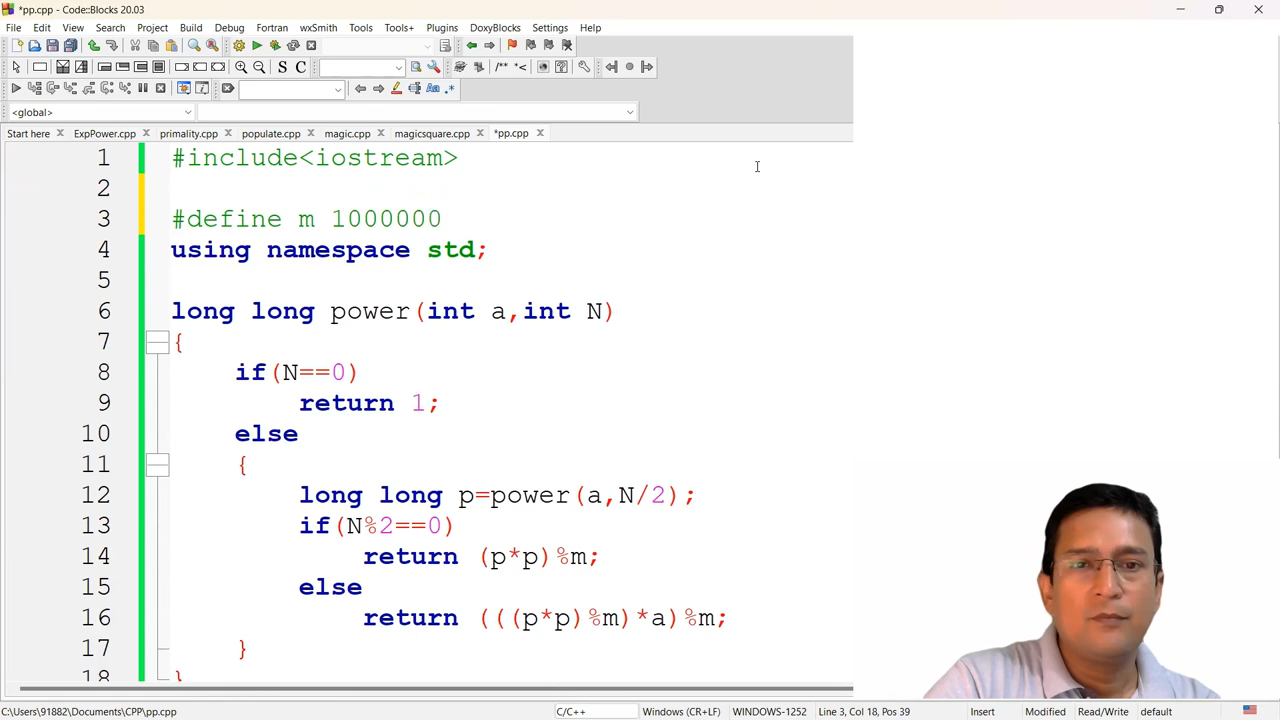 *pp.cpp - Code::Blocks 20.03
File Edit View Search Project Build Debug Fortran wxSmith Tools Tools+ Plugins DoxyBlocks Settings Help
S C /** *<
Aa .*
<global>
Start here ExpPower.cpp primality.cpp populate.cpp magic.cpp magicsquare.cpp *pp.cpp
1 #include<iostream>
2
3 #define m 1000000
4 using namespace std;
5
6 long long power(int a,int N)
7 {
8 if(N==0)
9 return 1;
10 else
11 {
12 long long p=power(a,N/2);
13 if(N%2==0)
14 return (p*p)%m;
15 else
16 return (((p*p)%m)*a)%m;
17 }
18 }
C:\Users\91882\Documents\CPP\pp.cpp C/C++ Windows (CR+LF) WINDOWS-1252 Line 3, Col 18, Pos 39 Insert Modified Read/Write default